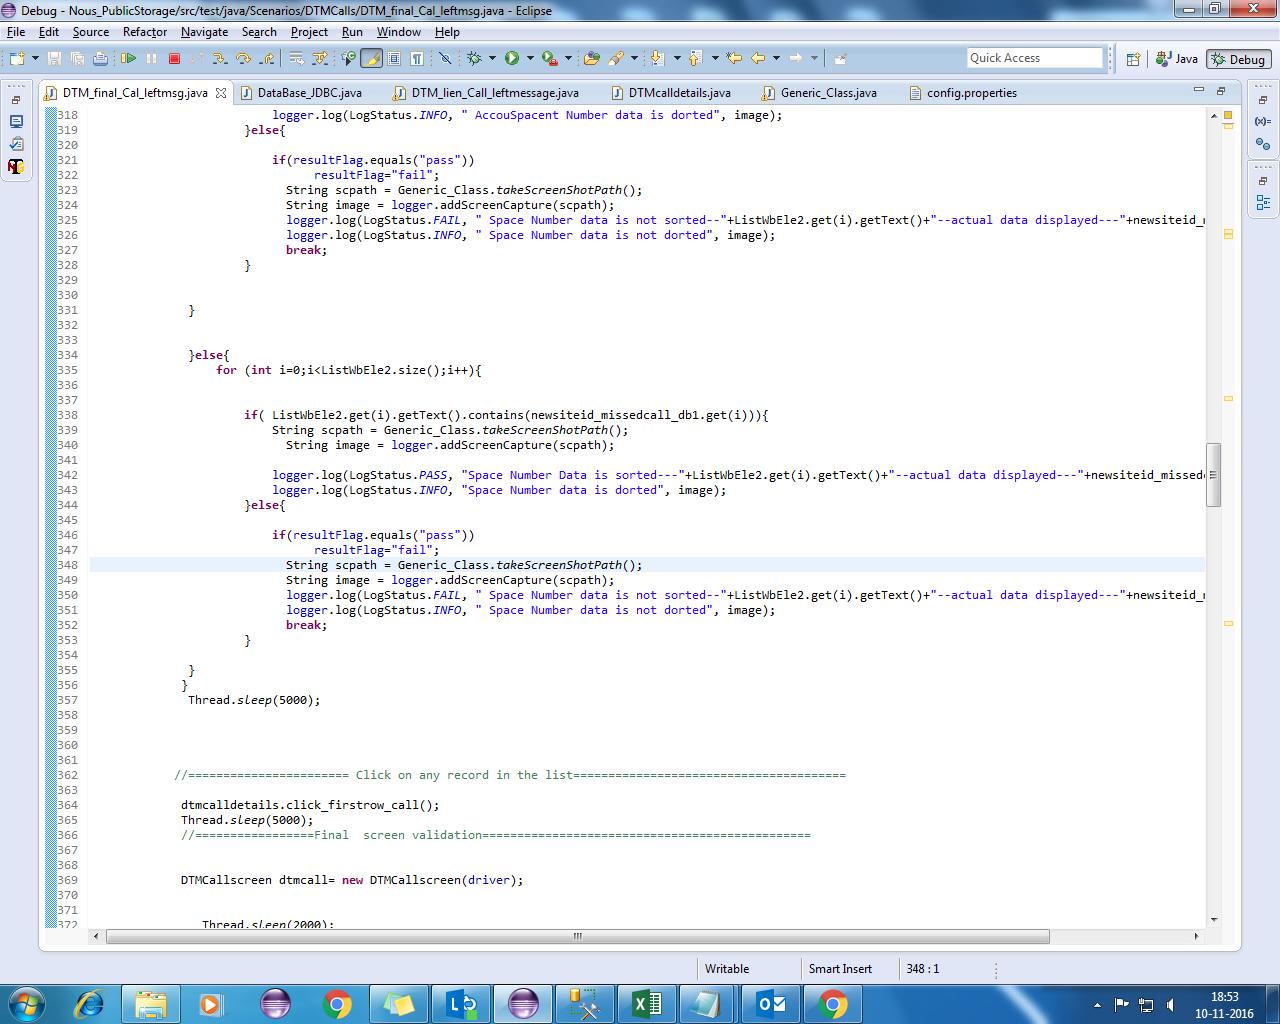 Debug - Nous_PublicStorage/src/test/java/Scenarios/DTMCalls/DTM_final_Cal_leftmsg.java - Eclipse
File Edit Source Refactor Navigate Search Project Run Window Help
Quick Access
Java
Debug
DTM_final_Cal_leftmsg.java
DataBase_JDBC.java
DTM_lien_Call_leftmessage.java
DTMcalldetails.java
Generic_Class.java
config.properties
318 logger.log(LogStatus.INFO, " AccouSpacent Number data is dorted", image);
319 }else{
320
321 if(resultFlag.equals("pass"))
322 resultFlag="fail";
323 String scpath = Generic_Class.takeScreenShotPath();
324 String image = logger.addScreenCapture(scpath);
325 logger.log(LogStatus.FAIL, " Space Number data is not sorted--"+ListWbEle2.get(i).getText()+"--actual data displayed---"+newsiteid_m
326 logger.log(LogStatus.INFO, " Space Number data is not dorted", image);
327 break;
328 }
329
330
331 }
332
333
334 }else{
335 for (int i=0;i<ListWbEle2.size();i++){
336
337
338 if( ListWbEle2.get(i).getText().contains(newsiteid_missedcall_db1.get(i))){
339 String scpath = Generic_Class.takeScreenShotPath();
340 String image = logger.addScreenCapture(scpath);
341
342 logger.log(LogStatus.PASS, "Space Number Data is sorted---"+ListWbEle2.get(i).getText()+"--actual data displayed---"+newsiteid_missed
343 logger.log(LogStatus.INFO, "Space Number Data is dorted", image);
344 }else{
345
346 if(resultFlag.equals("pass"))
347 resultFlag="fail";
348 String scpath = Generic_Class.takeScreenShotPath();
349 String image = logger.addScreenCapture(scpath);
350 logger.log(LogStatus.FAIL, " Space Number data is not sorted--"+ListWbEle2.get(i).getText()+"--actual data displayed---"+newsiteid_m
351 logger.log(LogStatus.INFO, " Space Number data is not dorted", image);
352 break;
353 }
354
355 }
356 }
357 Thread.sleep(5000);
358
359
360
361
362 //======================= Click on any record in the list=======================================
363
364 dtmcalldetails.click_firstrow_call();
365 Thread.sleep(5000);
366 //=================Final  screen validation===============================================
367
368
369 DTMCallscreen dtmcall= new DTMCallscreen(driver);
370
371
372 Thread.sleep(2000);
Writable
Smart Insert
348 : 1
18:53
10-11-2016